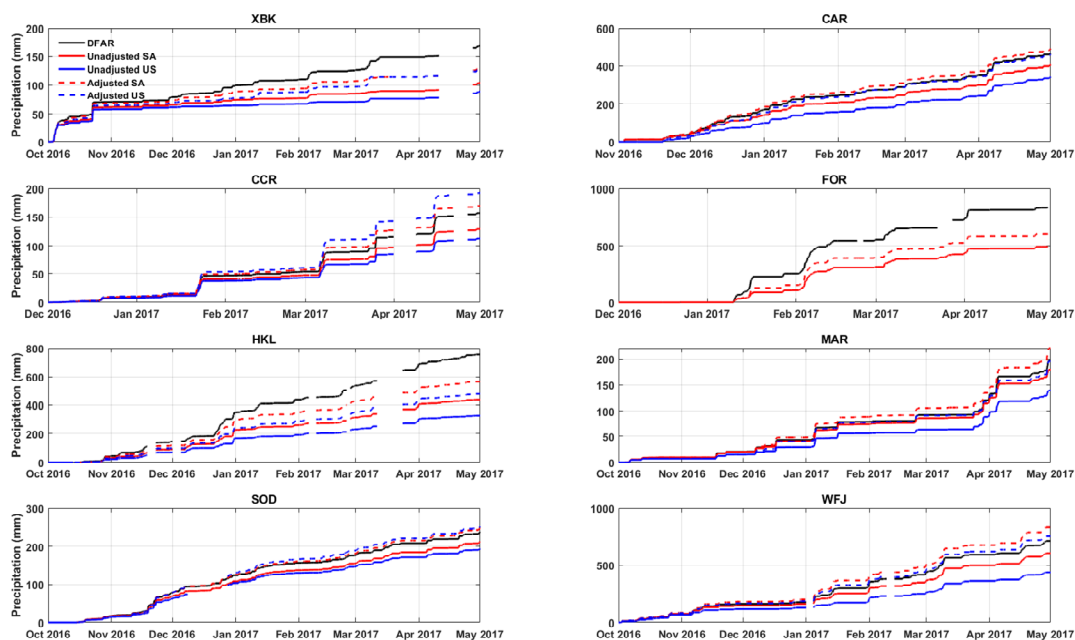 XBK
Precipitation (mm)
200
150
100
50
0
DFAR
Unadjusted SA
Unadjusted US
Adjusted SA
Adjusted US
Oct 2016 Nov 2016 Dec 2016 Jan 2017 Feb 2017 Mar 2017 Apr 2017 May 2017
CAR
600
400
200
0
Nov 2016 Dec 2016 Jan 2017 Feb 2017 Mar 2017 Apr 2017 May 2017
CCR
Precipitation (mm)
200
150
100
50
0
Dec 2016 Jan 2017 Feb 2017 Mar 2017 Apr 2017 May 2017
FOR
1000
500
0
Dec 2016 Jan 2017 Feb 2017 Mar 2017 Apr 2017 May 2017
HKL
Precipitation (mm)
800
600
400
200
0
Oct 2016 Nov 2016 Dec 2016 Jan 2017 Feb 2017 Mar 2017 Apr 2017 May 2017
MAR
200
150
100
50
0
Oct 2016 Nov 2016 Dec 2016 Jan 2017 Feb 2017 Mar 2017 Apr 2017 May 2017
SOD
Precipitation (mm)
300
200
100
0
Oct 2016 Nov 2016 Dec 2016 Jan 2017 Feb 2017 Mar 2017 Apr 2017 May 2017
WFJ
1000
500
0
Oct 2016 Nov 2016 Dec 2016 Jan 2017 Feb 2017 Mar 2017 Apr 2017 May 2017